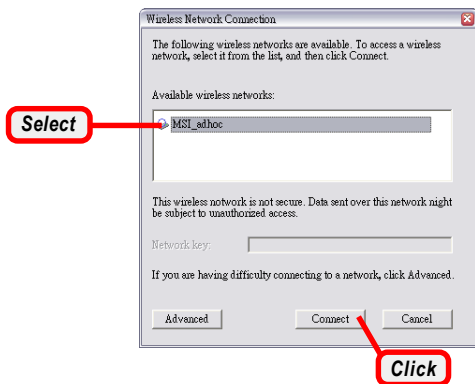 Wireless Network Connection
The following wireless networks are available. To access a wireless
network, select it from the list, and then click Connect.
Available wireless networks:
Select
MSI_adhoc
This wireless notwork is not secure. Data sent over this network night
be subject to unauthorized access.
Network key:
If you are having difficulty connecting to a network, click Advanced.
Advanced
Connect
Cancel
Click